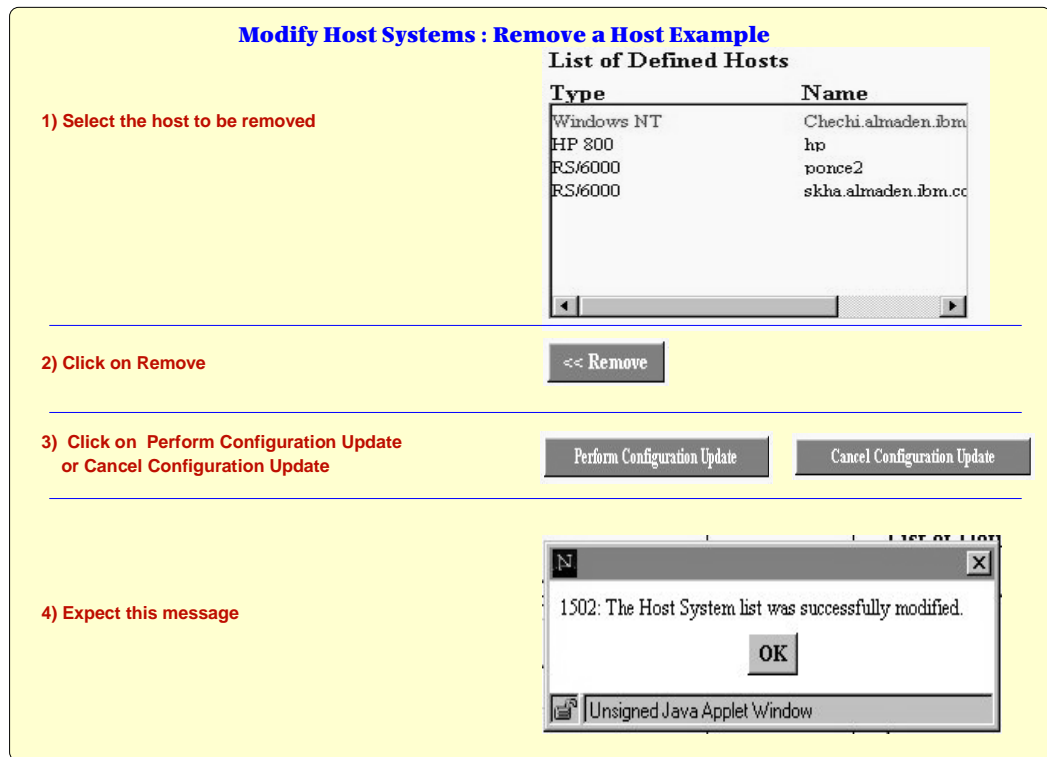 Modify Host Systems : Remove a Host Example
List of Defined Hosts
Type Name
1) Select the host to be removed
Windows NT Chechi.almaden.ibm
HP 800 hp
RS/6000 ponce2
RS/6000 skha.almaden.ibm.co
2) Click on Remove
<< Remove
3) Click on Perform Configuration Update
or Cancel Configuration Update
Perform Configuration Update Cancel Configuration Update
N
4) Expect this message
1502: The Host System list was successfully modified.
OK
Unsigned Java Applet Window